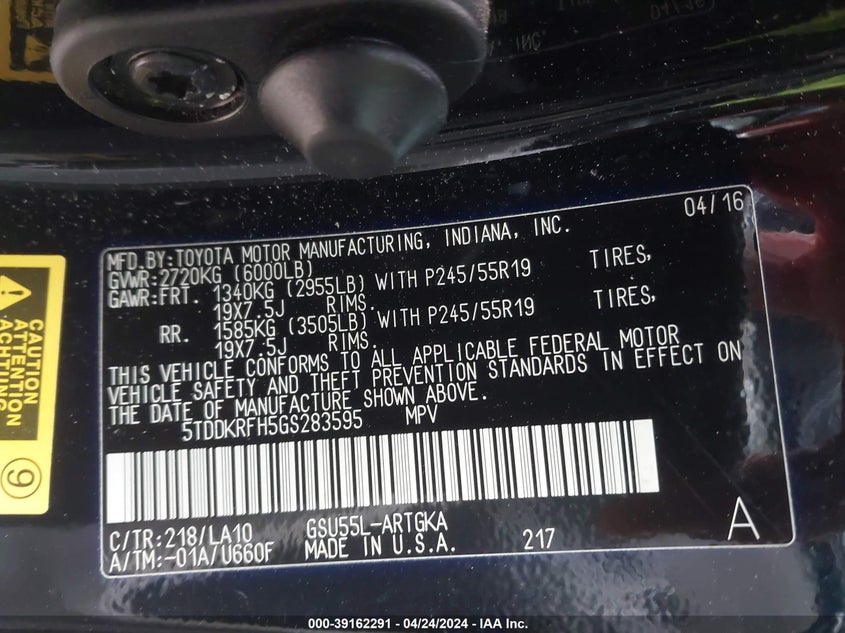 04/16
MFD.BY:TOYOTA MOTOR MANUFACTURING, INDIANA, INC.
GVWR:2720KG (6000LB)
GAWR:FRT. 1340KG (2955LB) WITH P245/55R19 TIRES,
19X7.5J RIMS.
RR. 1585KG (3505LB) WITH P245/55R19 TIRES,
19X7.5J RIMS.
THIS VEHICLE CONFORMS TO ALL APPLICABLE FEDERAL MOTOR
VEHICLE SAFETY AND THEFT PREVENTION STANDARDS IN EFFECT ON
THE DATE OF MANUFACTURE SHOWN ABOVE.
5TDDKRFH5GS283595 MPV
C/TR:218/LA10 GSU55L-ARTGKA
A/TM:-01A/U660F MADE IN U.S.A. 217
A
CAUTION
ATTENTION
ACHTUNG
9
000-39162291 - 04/24/2024 - IAA Inc.